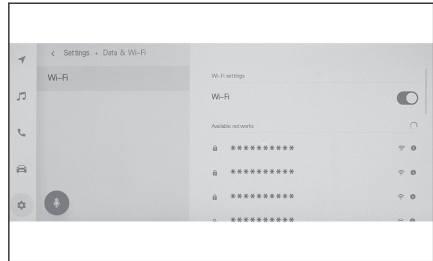 Settings • Data & Wi-Fi
Wi-Fi
Wi-Fi settings
Wi-Fi
Available networks
**********
**********
**********
**********